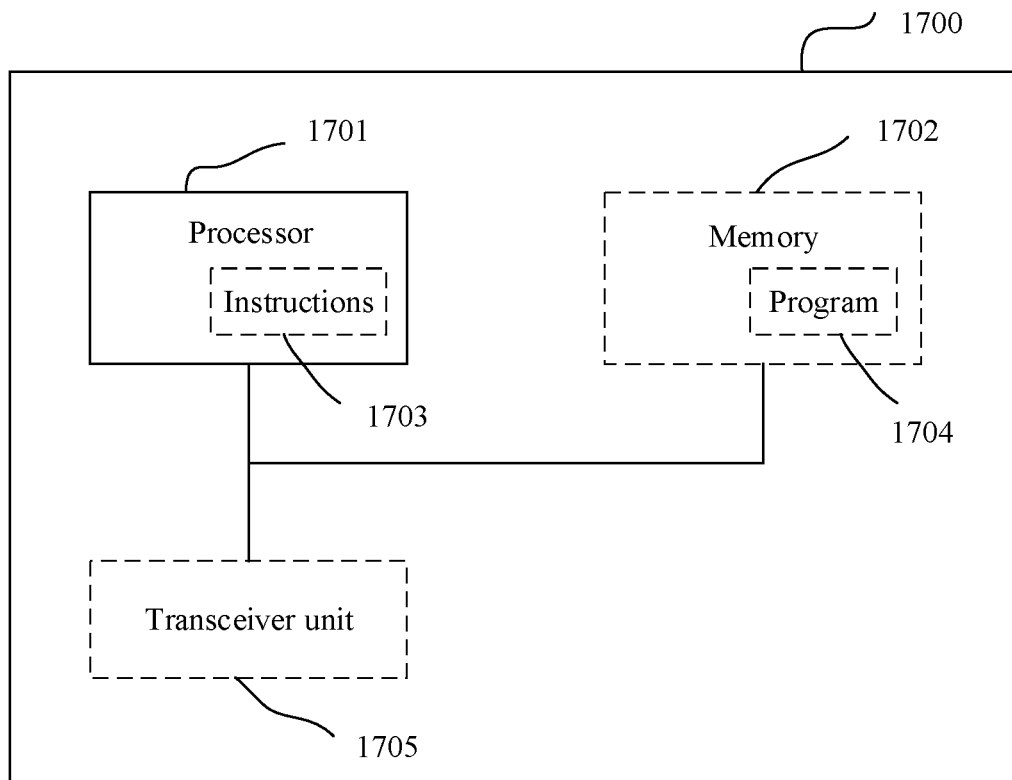 1700
1701
1702
Processor
Memory
Instructions
Program
1703
1704
Transceiver unit
1705